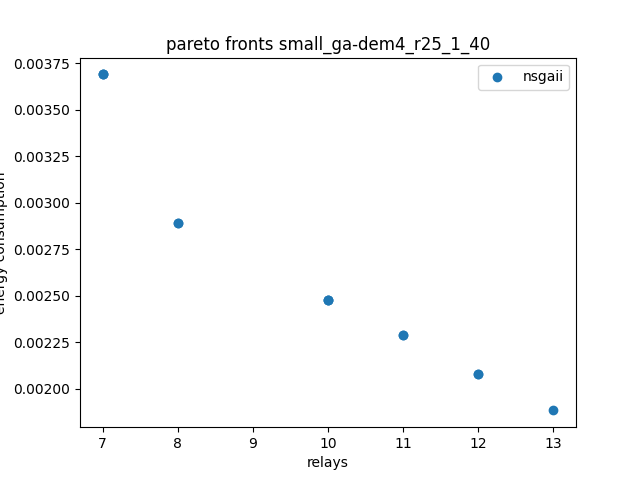 pareto fronts small_ga-dem4_r25_1_40
nsgaii
0.00375
0.00350
0.00325
0.00300
0.00275
0.00250
0.00225
0.00200
energy consumption
7 8 9 10 11 12 13
relays